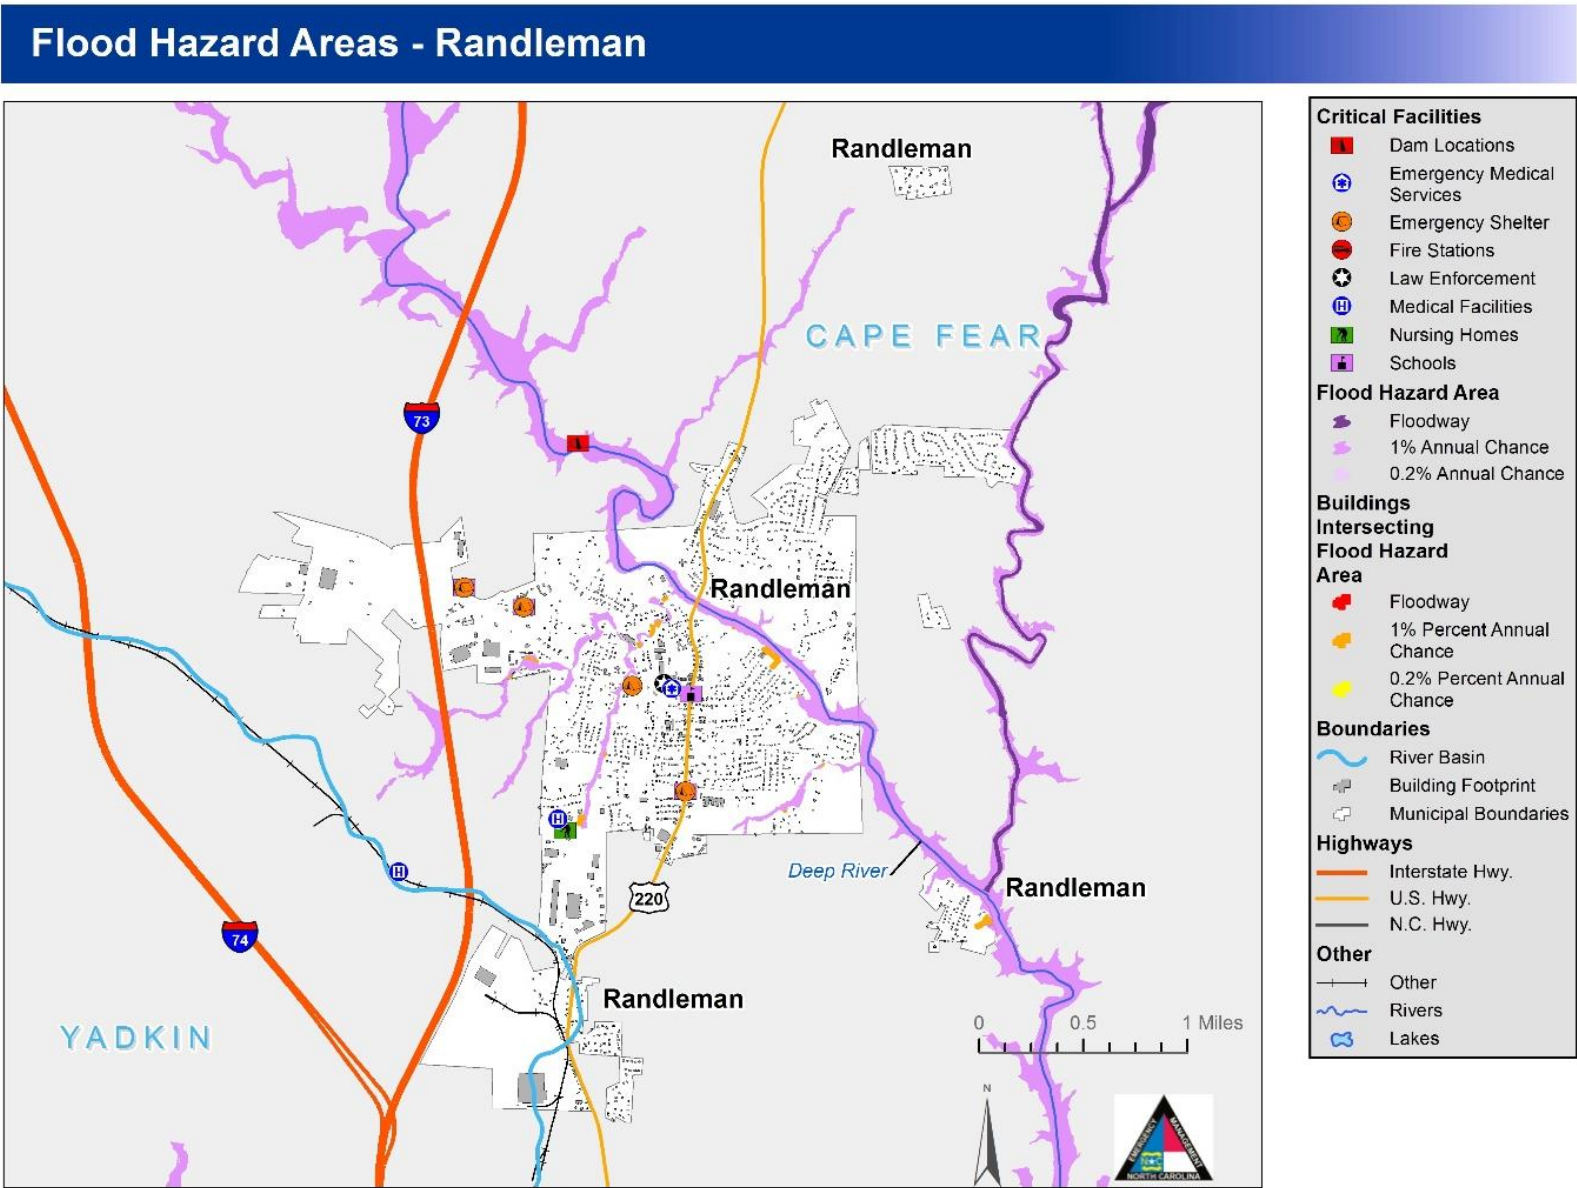 Flood Hazard Areas - Randleman
Randleman
CAPE FEAR
73
Randleman
220
Deep River
Randleman
74
Randleman
YADKIN
0 0.5 1 Miles
N
EMERGENCY
MANAGEMENT
N C
NORTH CAROLINA
Critical Facilities
Dam Locations
Emergency Medical
Services
Emergency Shelter
Fire Stations
Law Enforcement
H
Medical Facilities
Nursing Homes
Schools
Flood Hazard Area
Floodway
1% Annual Chance
0.2% Annual Chance
Buildings
Intersecting
Flood Hazard
Area
Floodway
1% Percent Annual
Chance
0.2% Percent Annual
Chance
Boundaries
River Basin
Building Footprint
Municipal Boundaries
Highways
Interstate Hwy.
U.S. Hwy.
N.C. Hwy.
Other
Other
Rivers
Lakes